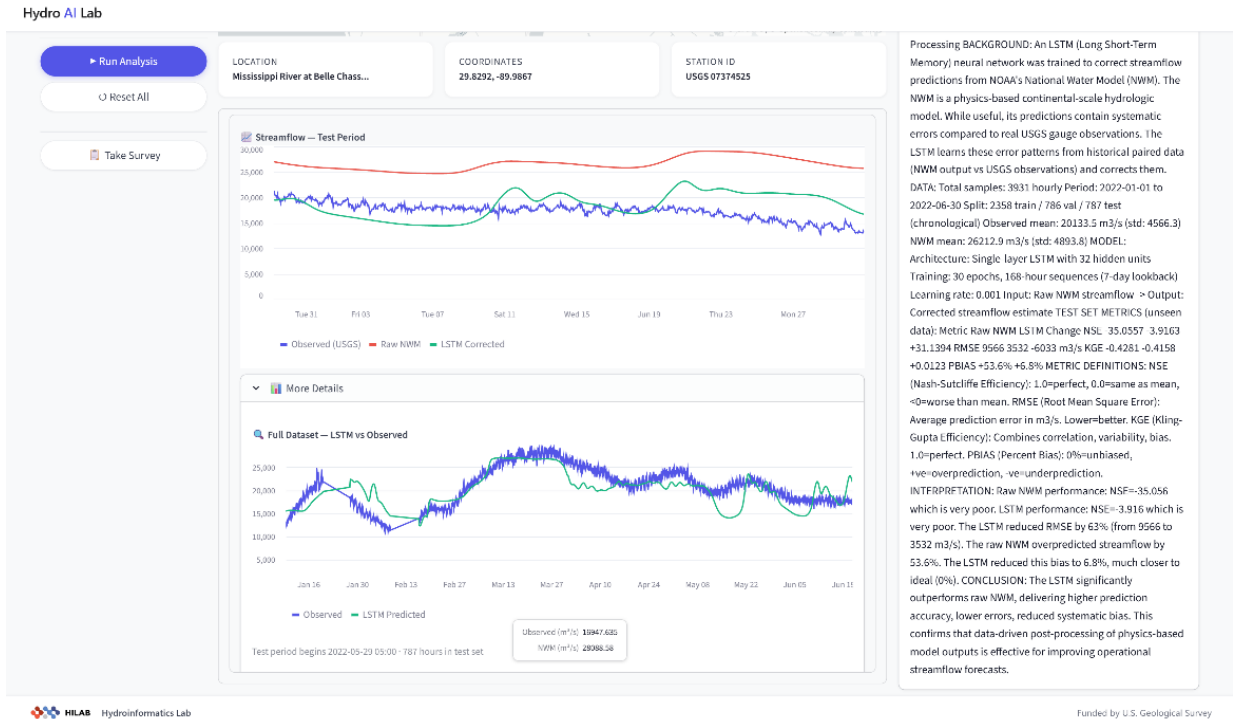 Hydro AI Lab
Run Analysis
Reset All
Take Survey
LOCATION
Mississippi River at Belle Chass...
COORDINATES
29.8292, -89.9867
STATION ID
USGS 07374525
Streamflow — Test Period
30,000
25,000
20,000
15,000
10,000
5,000
0
Tue 31 Fri 03 Tue 07 Sat 11 Wed 15 Jun 19 Thu 23 Mon 27
Observed (USGS) Raw NWM LSTM Corrected
More Details
Full Dataset — LSTM vs Observed
25,000
20,000
15,000
10,000
5,000
Jan 16 Jan 30 Feb 13 Feb 27 Mar 13 Mar 27 Apr 10 Apr 24 May 08 May 22 Jun 05 Jun 19
Observed LSTM Predicted
Observed (m³/s) 16947.635
NWM (m³/s) 28088.58
Test period begins 2022-05-29 05:00 · 787 hours in test set
Processing BACKGROUND: An LSTM (Long Short-Term
Memory) neural network was trained to correct streamflow
predictions from NOAA's National Water Model (NWM). The
NWM is a physics-based continental-scale hydrologic
model. While useful, its predictions contain systematic
errors compared to real USGS gauge observations. The
LSTM learns these error patterns from historical paired data
(NWM output vs USGS observations) and corrects them.
DATA: Total samples: 3931 hourly Period: 2022-01-01 to
2022-06-30 Split: 2358 train / 786 val / 787 test
(chronological) Observed mean: 20133.5 m3/s (std: 4566.3)
NWM mean: 26212.9 m3/s (std: 4893.8) MODEL:
Architecture: Single layer LSTM with 32 hidden units
Training: 30 epochs, 168-hour sequences (7-day lookback)
Learning rate: 0.001 Input: Raw NWM streamflow -> Output:
Corrected streamflow estimate TEST SET METRICS (unseen
data): Metric Raw NWM LSTM Change NSE -35.0557 -3.9163
+31.1394 RMSE 9566 3532 -6033 m3/s KGE -0.4281 -0.4158
+0.0123 PBIAS +53.6% +6.8% METRIC DEFINITIONS: NSE
(Nash-Sutcliffe Efficiency): 1.0=perfect, 0.0=same as mean,
<0=worse than mean. RMSE (Root Mean Square Error):
Average prediction error in m3/s. Lower=better. KGE (Kling-
Gupta Efficiency): Combines correlation, variability, bias.
1.0=perfect. PBIAS (Percent Bias): 0%=unbiased,
+ve=overprediction, -ve=underprediction.
INTERPRETATION: Raw NWM performance: NSE=-35.056
which is very poor. LSTM performance: NSE=-3.916 which is
very poor. The LSTM reduced RMSE by 63% (from 9566 to
3532 m3/s). The raw NWM overpredicted streamflow by
53.6%. The LSTM reduced this bias to 6.8%, much closer to
ideal (0%). CONCLUSION: The LSTM significantly
outperforms raw NWM, delivering higher prediction
accuracy, lower errors, reduced systematic bias. This
confirms that data-driven post-processing of physics-based
model outputs is effective for improving operational
streamflow forecasts.
HILAB Hydroinformatics Lab
Funded by U.S. Geological Survey